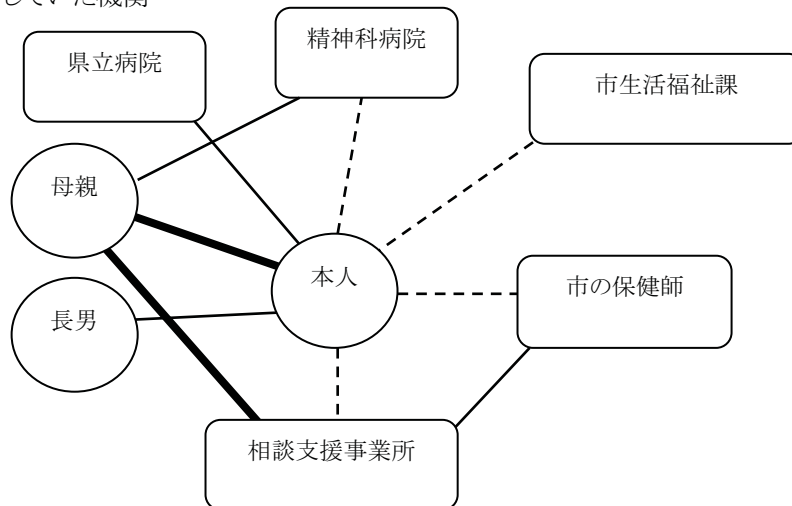 していた機関
精神科病院
県立病院
市生活福祉課
母親
本人
市の保健師
長男
相談支援事業所